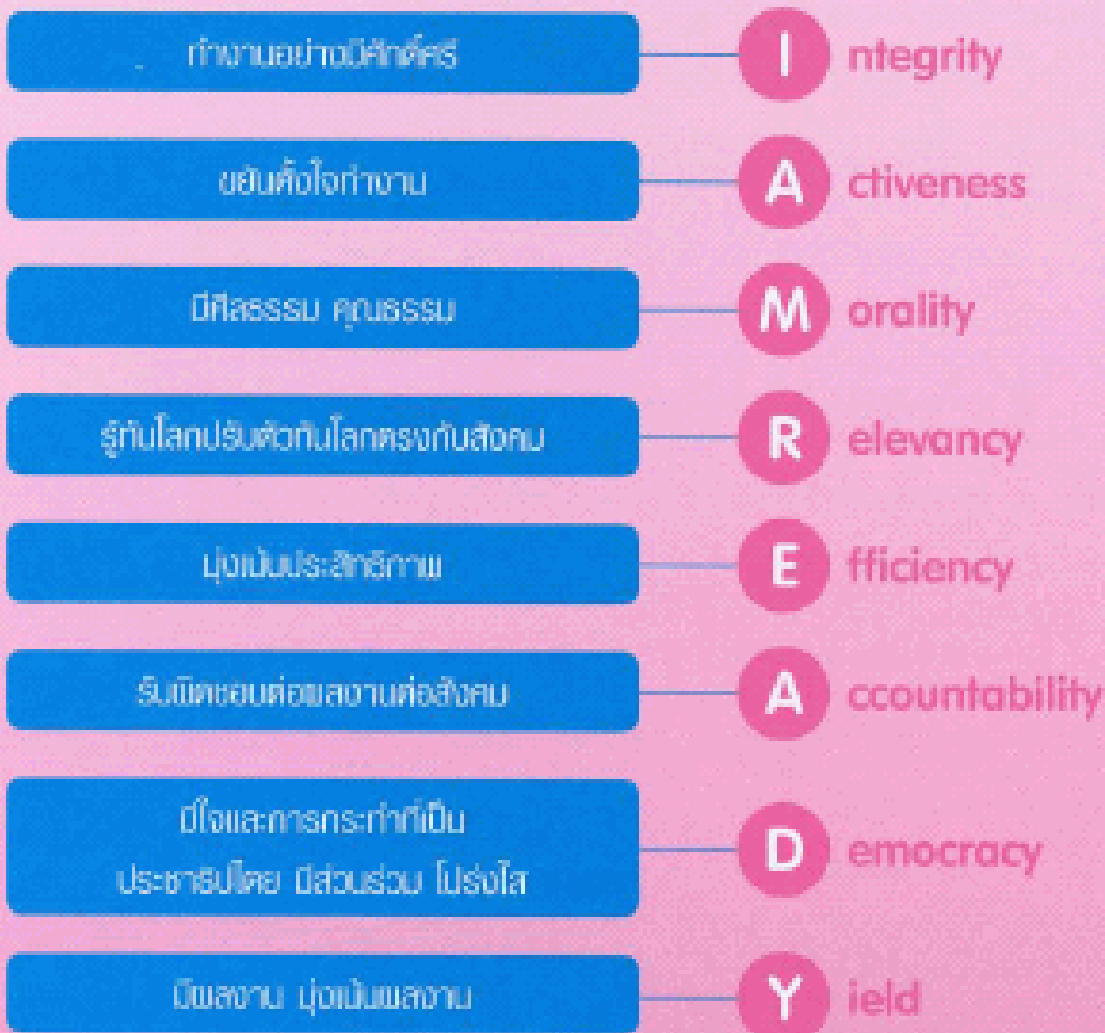 ทำงานอย่างมีศักดิ์ศรี Integrity
ขยันตั้งใจทำงาน Activeness
มีศีลธรรม คุณธรรม Morality
รู้ทันโลกปรับตัวทันโลกตรงกับสังคม Relevancy
มุ่งเน้นประสิทธิภาพ Efficiency
รับผิดชอบต่อผลงานต่อสังคม Accountability
มีใจและการกระทำที่เป็น
ประชาธิปไตย มีส่วนร่วม โปร่งใส Democracy
มีผลงาน มุ่งเน้นผลงาน Yield